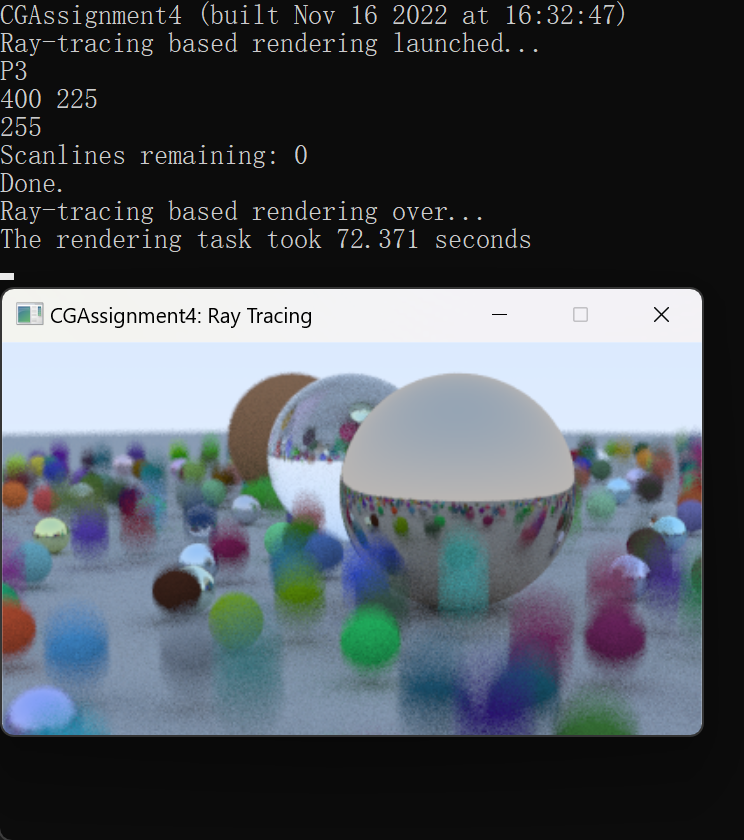 CGAssignment4 (built Nov 16 2022 at 16:32:47)
Ray-tracing based rendering launched...
P3
400 225
255
Scanlines remaining: 0
Done.
Ray-tracing based rendering over...
The rendering task took 72.371 seconds
CGAssignment4: Ray Tracing